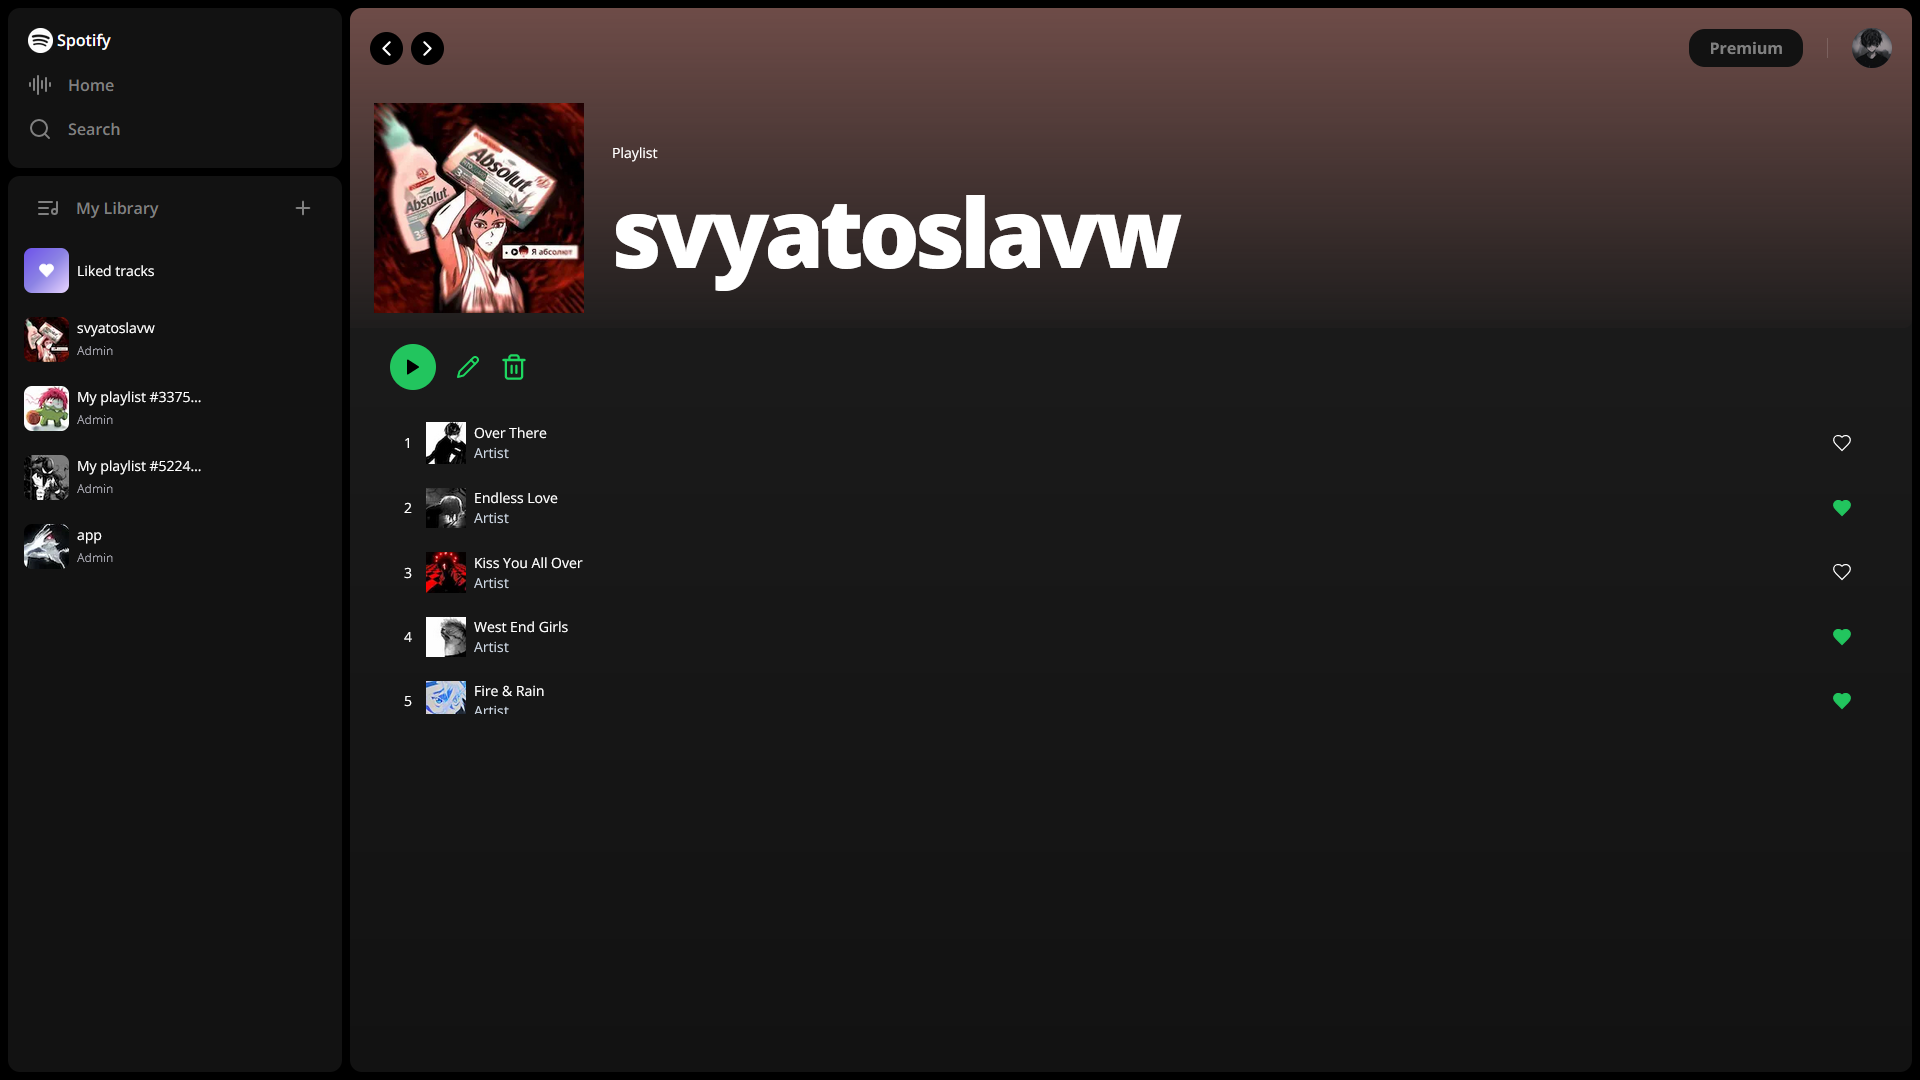 Spotify
Home
Search
My Library
Liked tracks
svyatoslavw
Admin
My playlist #3375...
Admin
My playlist #5224...
Admin
app
Admin
Premium
Absolut
Absolut
Я абсолют
Playlist
svyatoslavw
1
Over There
Artist
2
Endless Love
Artist
3
Kiss You All Over
Artist
4
West End Girls
Artist
5
Fire & Rain
Artist